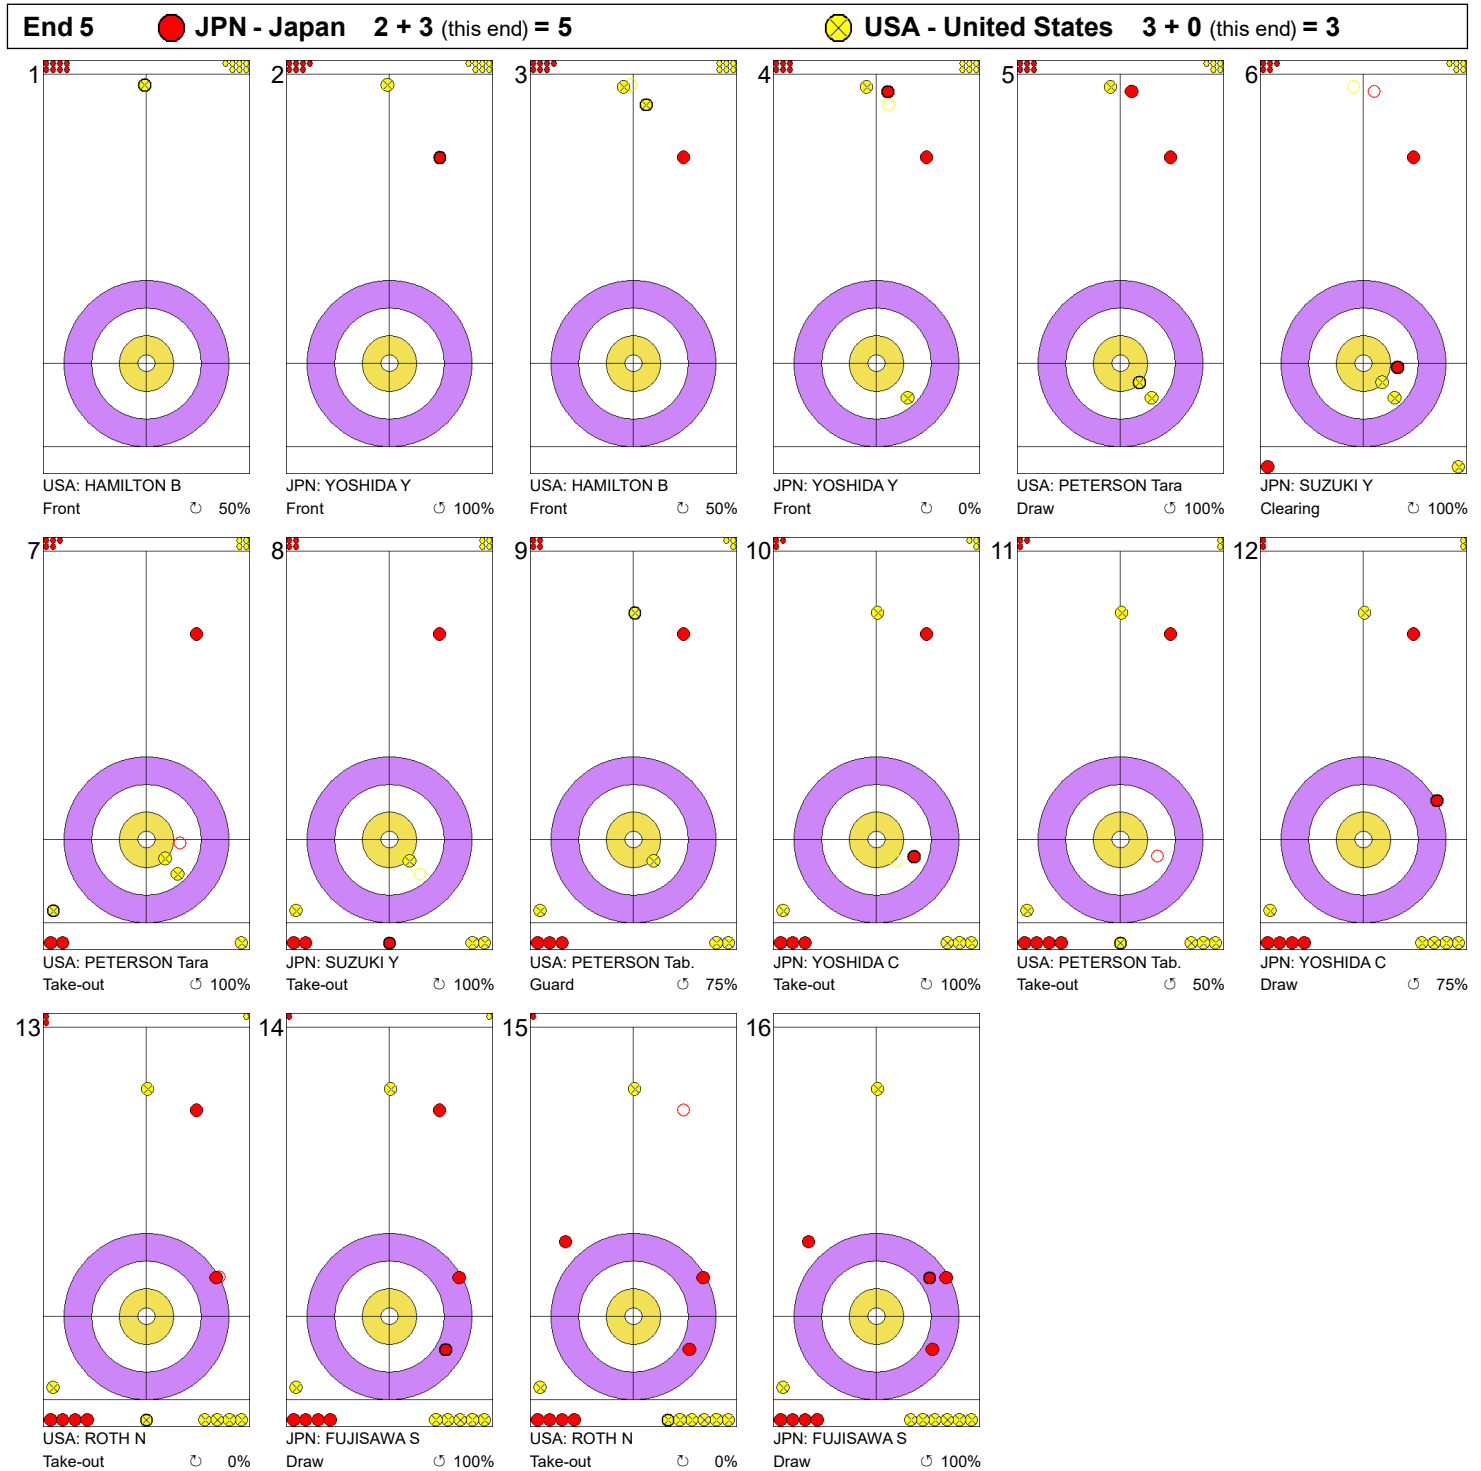 End 5 JPN - Japan 2 + 3 (this end) = 5 USA - United States 3 + 0 (this end) = 3
1 2 3 4 5 6
USA: HAMILTON B JPN: YOSHIDA Y USA: HAMILTON B JPN: YOSHIDA Y USA: PETERSON Tara JPN: SUZUKI Y
Front ↻ 50% Front ↺ 100% Front ↻ 50% Front ↻ 0% Draw ↻ 100% Clearing ↺ 100%
7 8 9 10 11 12
USA: PETERSON Tara JPN: SUZUKI Y USA: PETERSON Tab. JPN: YOSHIDA C USA: PETERSON Tab. JPN: YOSHIDA C
Take-out ↺ 100% Take-out ↺ 100% Guard ↺ 75% Take-out ↻ 100% Take-out ↺ 50% Draw ↺ 75%
13 14 15 16
USA: ROTH N JPN: FUJISAWA S USA: ROTH N JPN: FUJISAWA S
Take-out ↻ 0% Draw ↺ 100% Take-out ↻ 0% Draw ↻ 100%